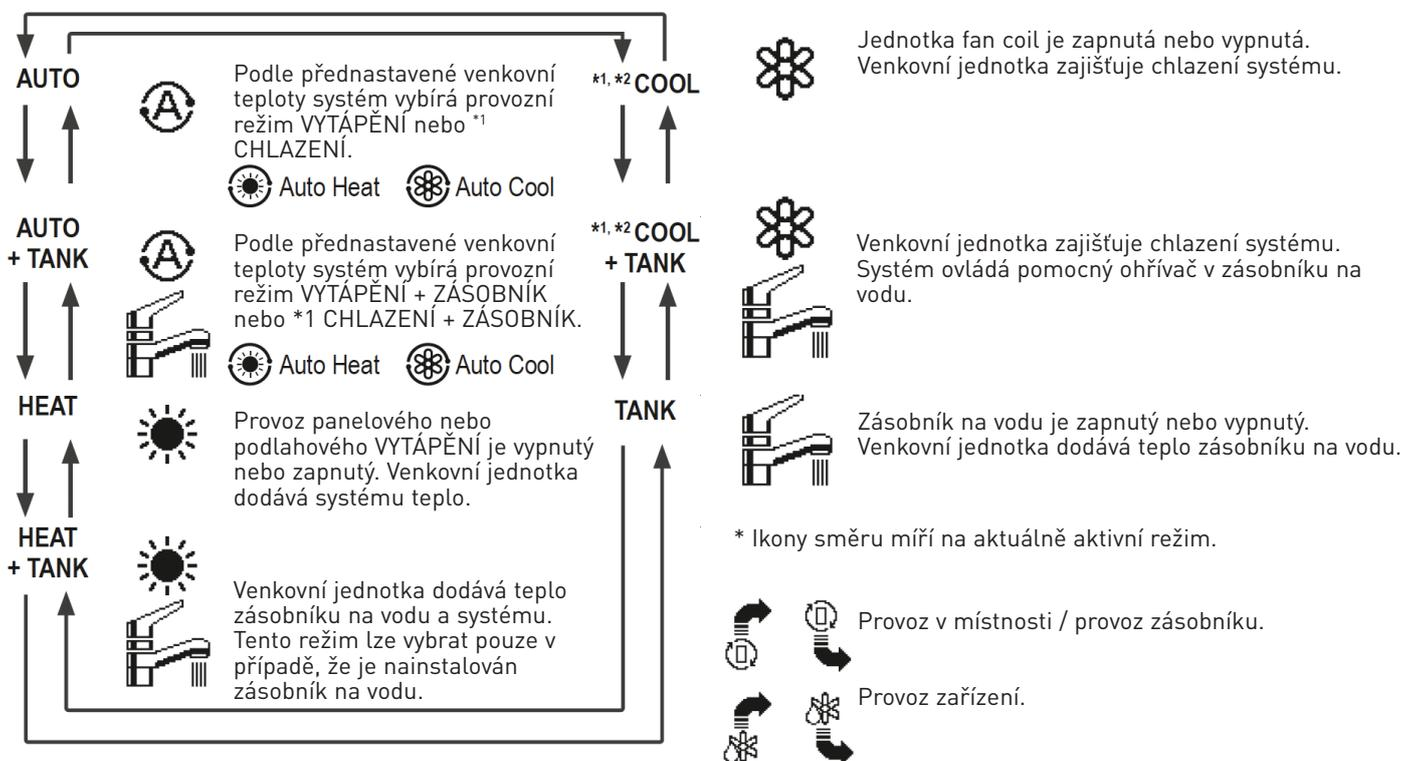 AUTO
Podle přednastavené venkovní
teploty systém vybírá provozní
režim VYTÁPĚNÍ nebo *1
CHLAZENÍ.
Auto Heat Auto Cool
AUTO
+ TANK
Podle přednastavené venkovní
teploty systém vybírá provozní
režim VYTÁPĚNÍ + ZÁSOBNÍK
nebo *1 CHLAZENÍ + ZÁSOBNÍK.
Auto Heat Auto Cool
HEAT
Provoz panelového nebo
podlahového VYTÁPĚNÍ je vypnutý
nebo zapnutý. Venkovní jednotka
dodává systému teplo.
HEAT
+ TANK
Venkovní jednotka dodává teplo
zásobníku na vodu a systému.
Tento režim lze vybrat pouze v
případě, že je nainstalován
zásobník na vodu.
*1, *2 COOL
Jednotka fan coil je zapnutá nebo vypnutá.
Venkovní jednotka zajišťuje chlazení systému.
*1, *2 COOL
+ TANK
Venkovní jednotka zajišťuje chlazení systému.
Systém ovládá pomocný ohřívač v zásobníku na
vodu.
TANK
Zásobník na vodu je zapnutý nebo vypnutý.
Venkovní jednotka dodává teplo zásobníku na vodu.
* Ikony směru míří na aktuálně aktivní režim.
Provoz v místnosti / provoz zásobníku.
Provoz zařízení.